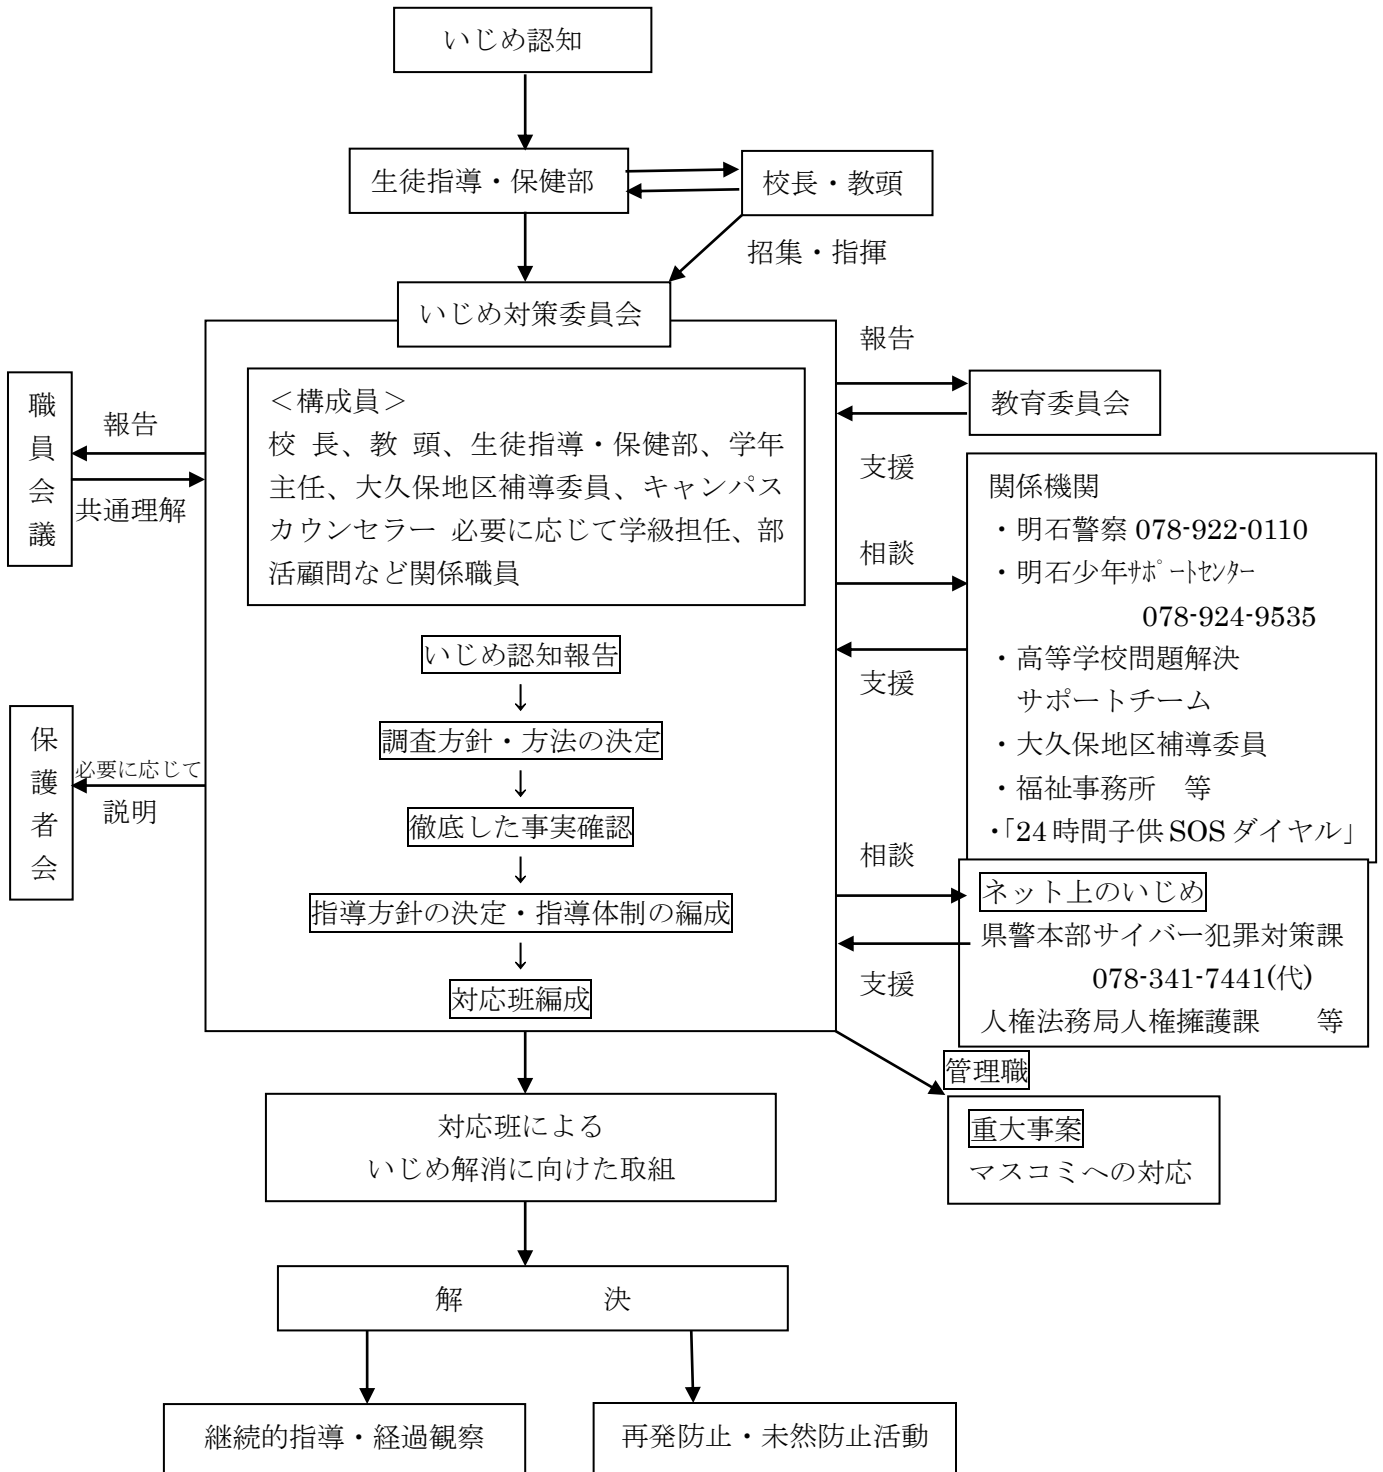 いじめ認知
生徒指導・保健部
校長・教頭
招集・指揮
いじめ対策委員会
報告
教育委員会
支援
職員会議
報告
共通理解
＜構成員＞
校 長、教 頭、生徒指導・保健部、学年
主任、大久保地区補導委員、キャンパス
カウンセラー 必要に応じて学級担任、部
活顧問など関係職員
相談
支援
関係機関
・明石警察 078-922-0110
・明石少年ｻﾎﾟｰﾄｾﾝﾀｰ
078-924-9535
・高等学校問題解決
サポートチーム
・大久保地区補導委員
・福祉事務所　等
・「24 時間子供 SOS ダイヤル」
いじめ認知報告
↓
調査方針・方法の決定
↓
徹底した事実確認
↓
指導方針の決定・指導体制の編成
↓
対応班編成
保護者会
必要に応じて
説明
相談
支援
ネット上のいじめ
県警本部サイバー犯罪対策課
078-341-7441(代)
人権法務局人権擁護課　　等
管理職
重大事案
マスコミへの対応
対応班による
いじめ解消に向けた取組
解　　　　　決
継続的指導・経過観察
再発防止・未然防止活動